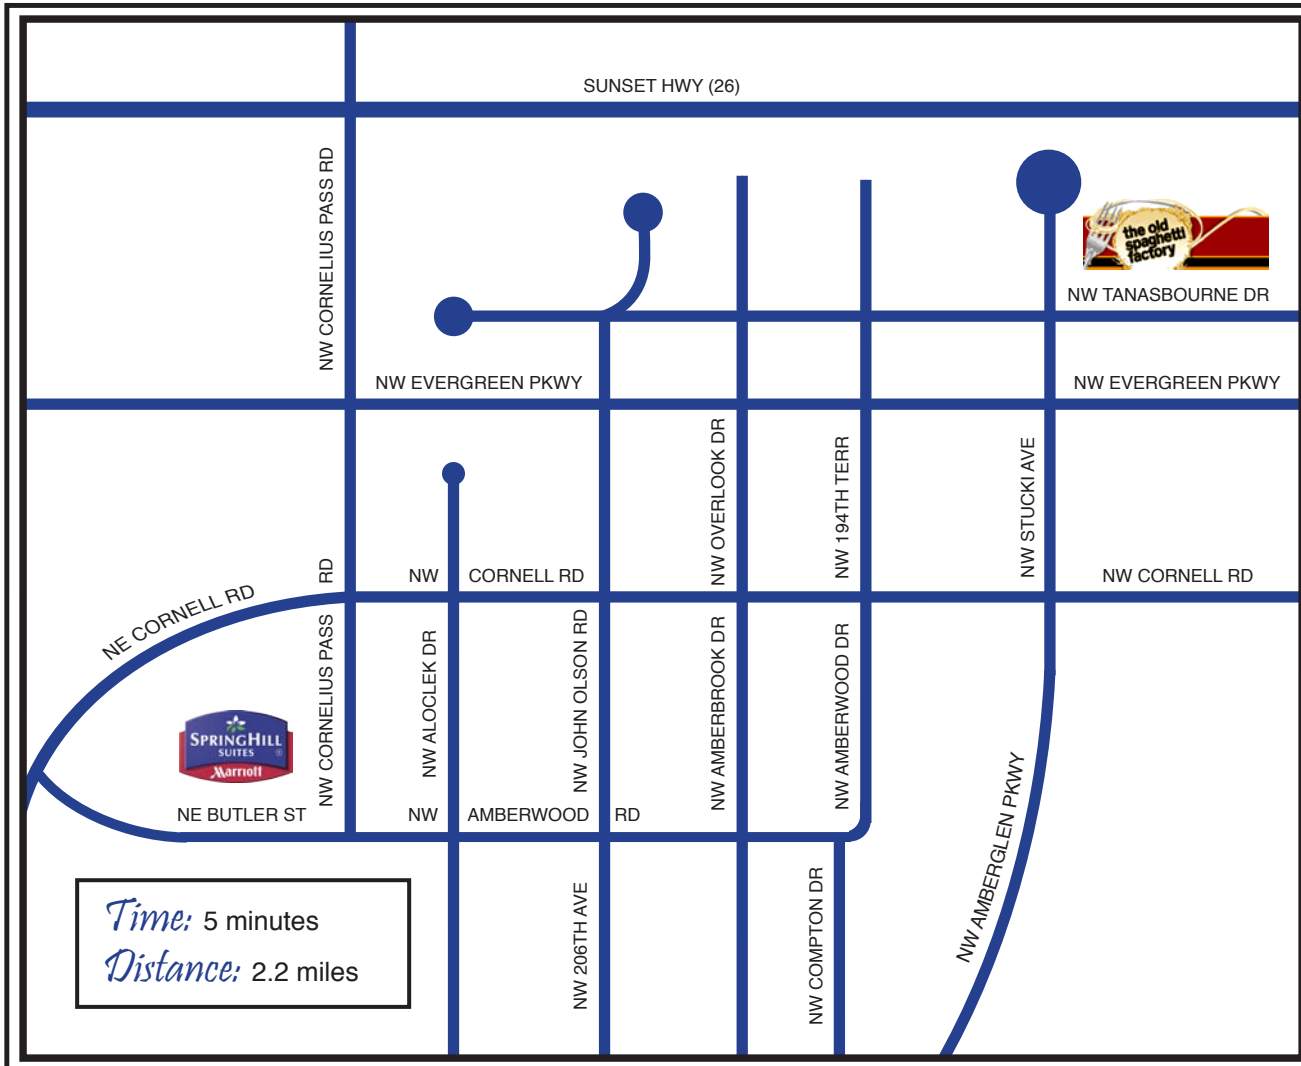 SUNSET HWY (26)
NW CORNELIUS PASS RD
the old
spaghetti
factory
NW TANASBOURNE DR
NW EVERGREEN PKWY
NW EVERGREEN PKWY
NW OVERLOOK DR
NW 194TH TERR
NW STUCKI AVE
NW CORNELL RD
NW CORNELL RD
NE CORNELL RD
NW CORNELIUS PASS RD
NW ALOCLEK DR
NW JOHN OLSON RD
NW AMBERBROOK DR
NW AMBERWOOD DR
SPRINGHILL
SUITES
®
Marriott
NE BUTLER ST
NW AMBERWOOD RD
NW AMBERGLEN PKWY
NW 206TH AVE
NW COMPTON DR
Time: 5 minutes
Distance: 2.2 miles